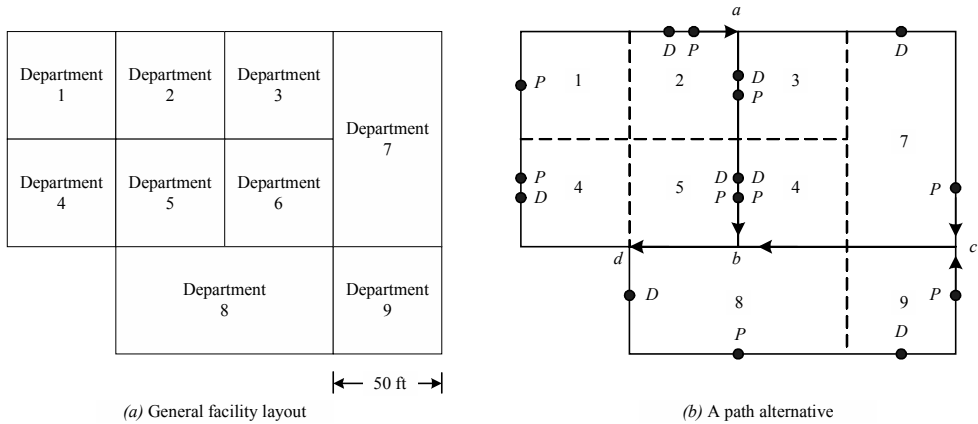 Department
1
Department
2
Department
3
Department
7
Department
4
Department
5
Department
6
Department
8
Department
9
50 ft
(a) General facility layout
a
D P
D
P
1
2
D
P
3
7
P
D
4
5
D
P
D
P
4
P
d
b
c
D
8
P
9
D
P
(b) A path alternative